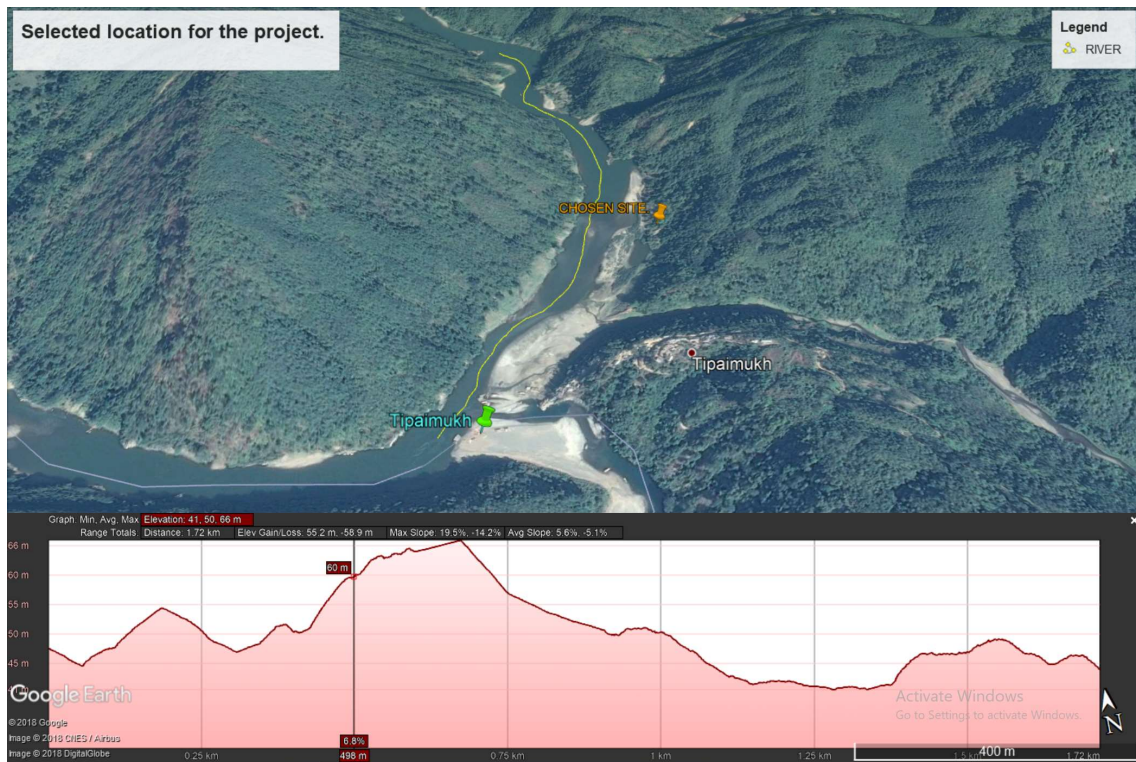 Selected location for the project.
Legend
RIVER
CHOSEN SITE
Tipaimukh
Tipaimukh
Graph: Min, Avg, Max Elevation: 41, 50, 66 m
Range Totals: Distance: 1.72 km Elev Gain/Loss: 55.2 m, -58.9 m Max Slope: 19.5%, -14.2% Avg Slope: 5.6%, -5.1%
66 m
60 m
60 m
55 m
50 m
45 m
Google Earth
Activate Windows
Go to Settings to activate Windows.
N
© 2018 Google
Image © 2018 CNES / Airbus
Image © 2018 DigitalGlobe
6.8%
0.25 km
498 m
0.75 km
1 km
1.25 km
1.5 km
400 m
1.72 km